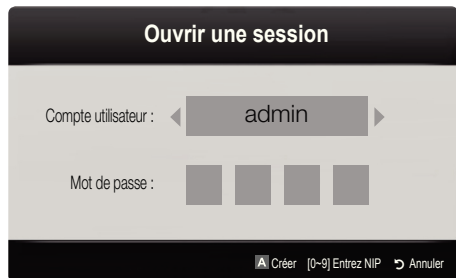 Ouvrir une session
Compte utilisateur : admin
Mot de passe :
A Créer [0~9] Entrez NIP Annuler